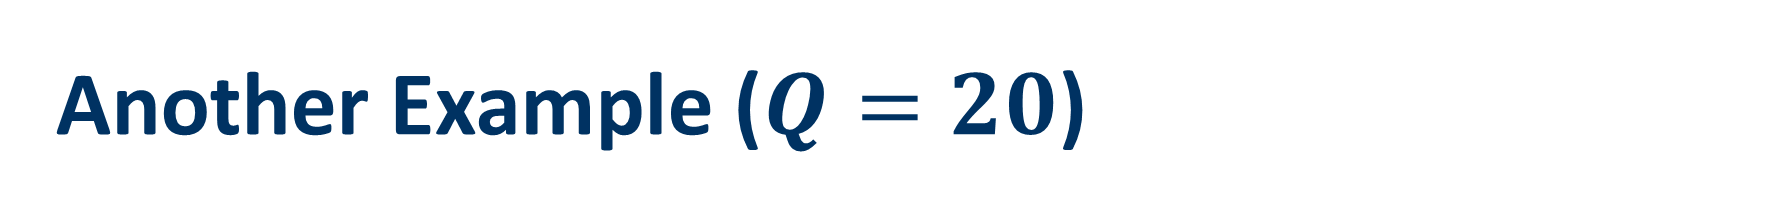 Another Example (Q = 20)